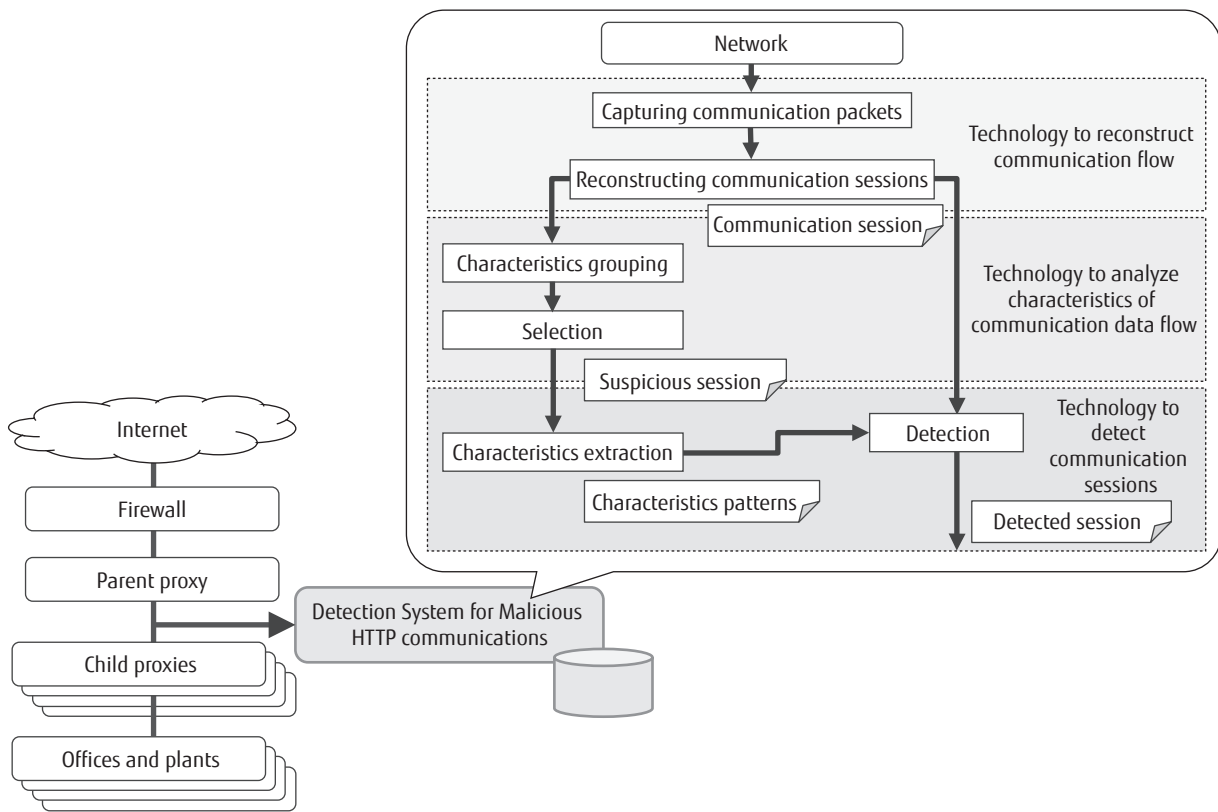 Network
Capturing communication packets
Technology to reconstruct
communication flow
Reconstructing communication sessions
Communication session
Characteristics grouping
Technology to analyze
characteristics of
communication data flow
Selection
Suspicious session
Technology to
detect
communication
sessions
Detection
Characteristics extraction
Characteristics patterns
Detected session
Internet
Firewall
Parent proxy
Detection System for Malicious
HTTP communications
Child proxies
Offices and plants